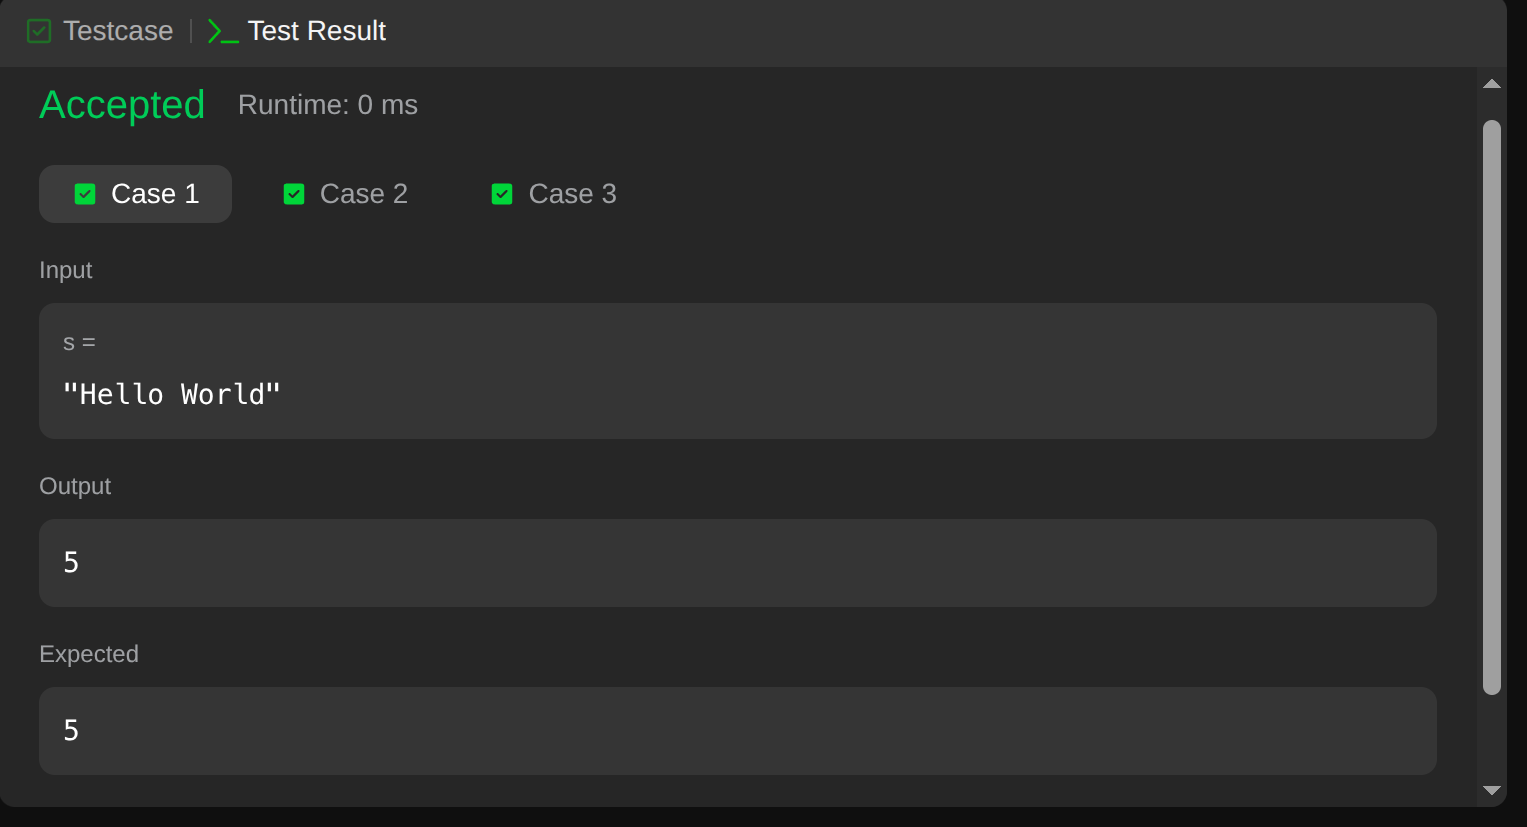 Testcase | Test Result
Accepted Runtime: 0 ms
Case 1 Case 2 Case 3
Input
s =
"Hello World"
Output
5
Expected
5